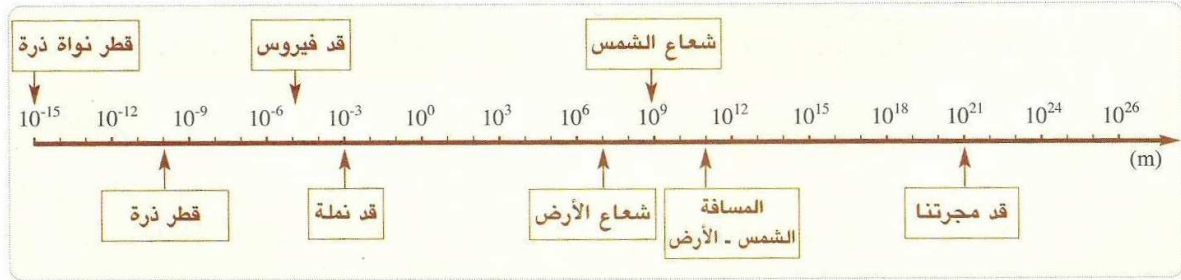 قطر نواة ذرة
قد فيروس
شعاع الشمس
10⁻¹⁵ 10⁻¹² 10⁻⁹ 10⁻⁶ 10⁻³ 10⁰ 10³ 10⁶ 10⁹ 10¹² 10¹⁵ 10¹⁸ 10²¹ 10²⁴ 10²⁶
(m)
قطر ذرة
قد نملة
شعاع الأرض
المسافة
الشمس ـ الأرض
قد مجرتنا